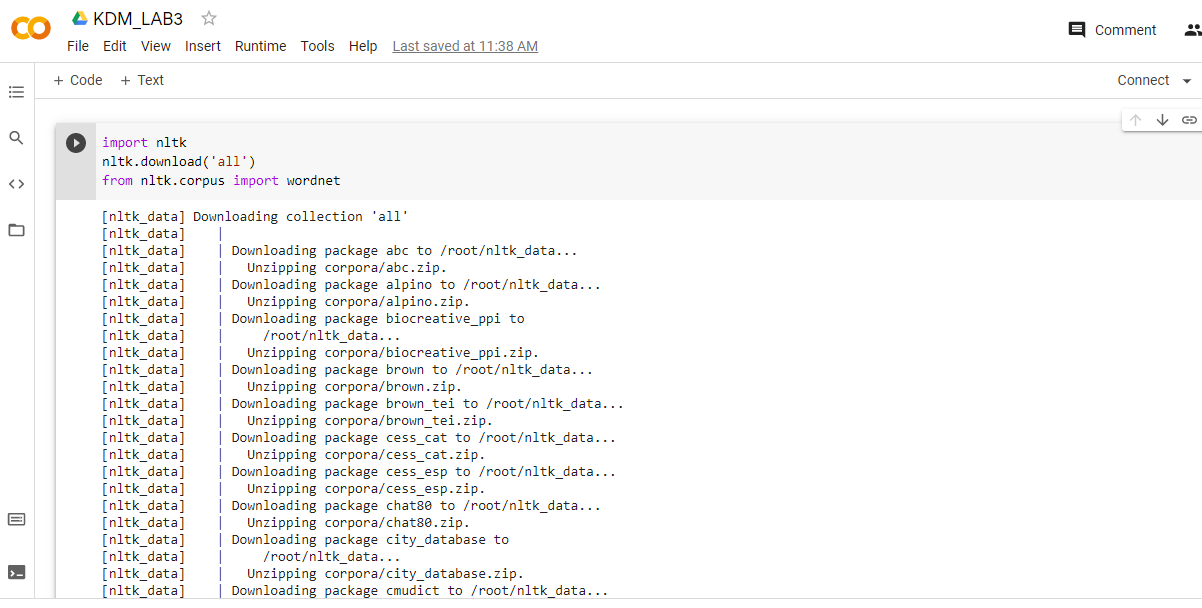 KDM_LAB3
File Edit View Insert Runtime Tools Help Last saved at 11:38 AM
Comment
+ Code + Text
Connect
import nltk
nltk.download('all')
from nltk.corpus import wordnet
[nltk_data] Downloading collection 'all'
[nltk_data]    |
[nltk_data]    | Downloading package abc to /root/nltk_data...
[nltk_data]    |   Unzipping corpora/abc.zip.
[nltk_data]    | Downloading package alpino to /root/nltk_data...
[nltk_data]    |   Unzipping corpora/alpino.zip.
[nltk_data]    | Downloading package biocreative_ppi to
[nltk_data]    |     /root/nltk_data...
[nltk_data]    |   Unzipping corpora/biocreative_ppi.zip.
[nltk_data]    | Downloading package brown to /root/nltk_data...
[nltk_data]    |   Unzipping corpora/brown.zip.
[nltk_data]    | Downloading package brown_tei to /root/nltk_data...
[nltk_data]    |   Unzipping corpora/brown_tei.zip.
[nltk_data]    | Downloading package cess_cat to /root/nltk_data...
[nltk_data]    |   Unzipping corpora/cess_cat.zip.
[nltk_data]    | Downloading package cess_esp to /root/nltk_data...
[nltk_data]    |   Unzipping corpora/cess_esp.zip.
[nltk_data]    | Downloading package chat80 to /root/nltk_data...
[nltk_data]    |   Unzipping corpora/chat80.zip.
[nltk_data]    | Downloading package city_database to
[nltk_data]    |     /root/nltk_data...
[nltk_data]    |   Unzipping corpora/city_database.zip.
[nltk_data]    | Downloading package cmudict to /root/nltk_data...